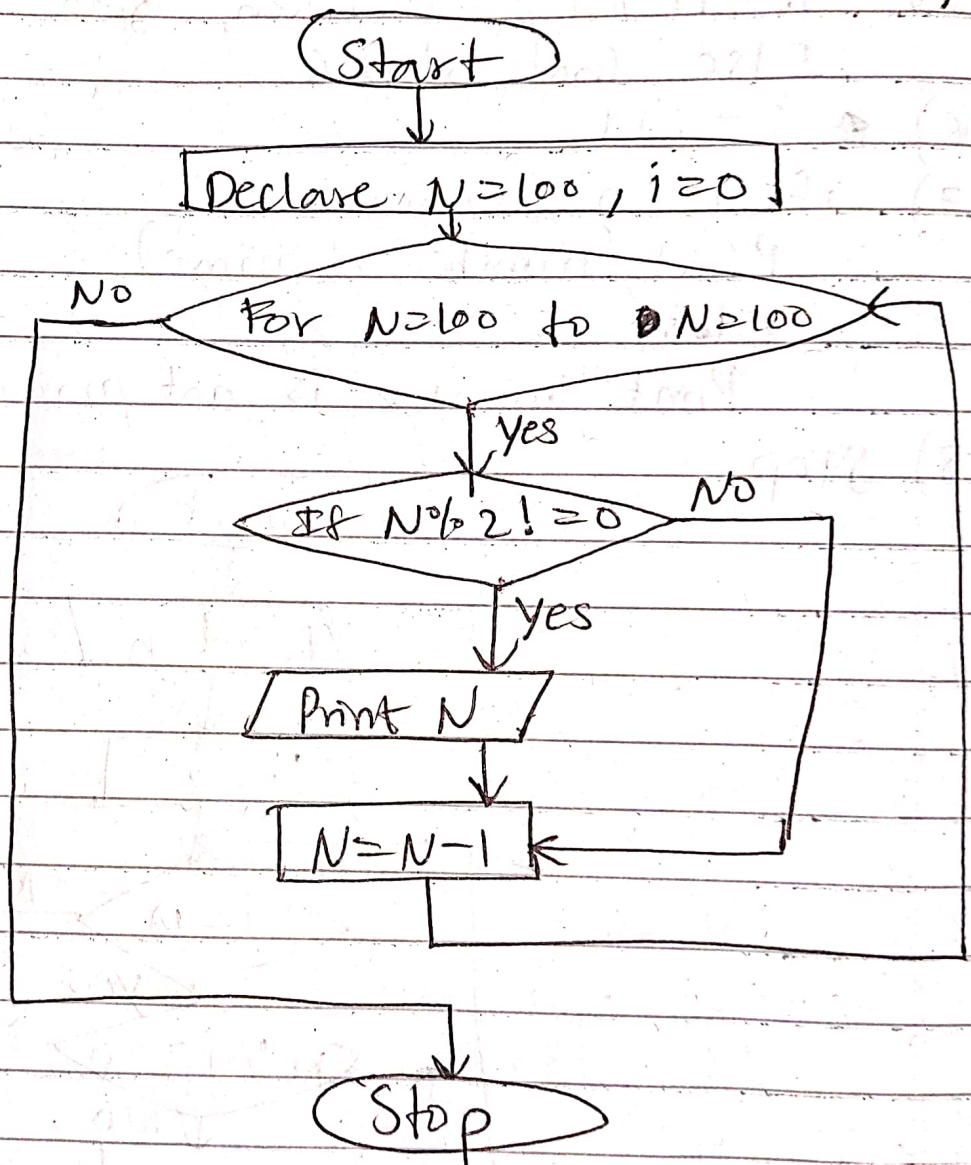 Start
Declare N=100, i=0
No
For N=100 to N=100
Yes
If N%2!=0
No
Yes
Print N
N=N-1
Stop